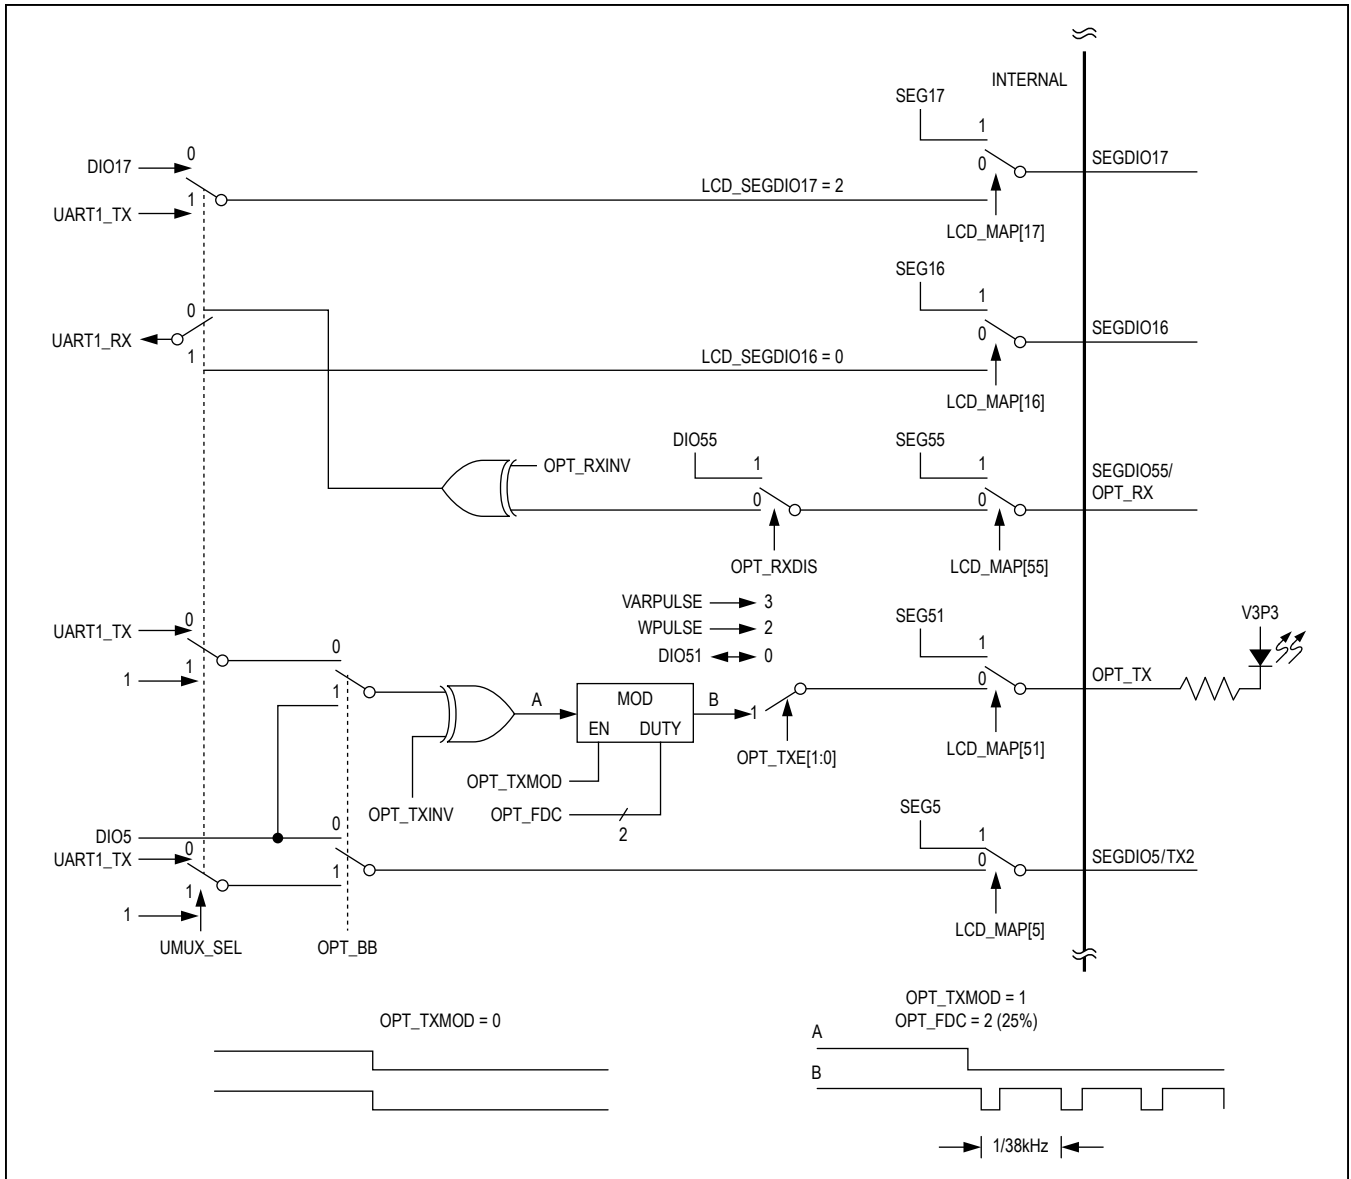 INTERNAL
SEG17
1
0
SEGDIO17
DIO17
0
1
UART1_TX
LCD_SEGDIO17 = 2
LCD_MAP[17]
SEG16
1
0
SEGDIO16
0
UART1_RX
1
LCD_SEGDIO16 = 0
LCD_MAP[16]
DIO55
1
0
SEG55
1
0
SEGDIO55/
OPT_RX
OPT_RXINV
OPT_RXDIS
LCD_MAP[55]
VARPULSE
3
WPULSE
2
DIO51
0
SEG51
1
0
V3P3
OPT_TX
UART1_TX
0
1
1
0
1
A
MOD
EN
DUTY
B
1
OPT_TXE[1:0]
LCD_MAP[51]
OPT_TXMOD
OPT_TXINV
OPT_FDC
2
SEG5
1
0
SEGDIO5/TX2
DIO5
0
UART1_TX
0
1
1
1
UMUX_SEL
OPT_BB
LCD_MAP[5]
OPT_TXMOD = 0
OPT_TXMOD = 1
OPT_FDC = 2 (25%)
A
B
1/38kHz